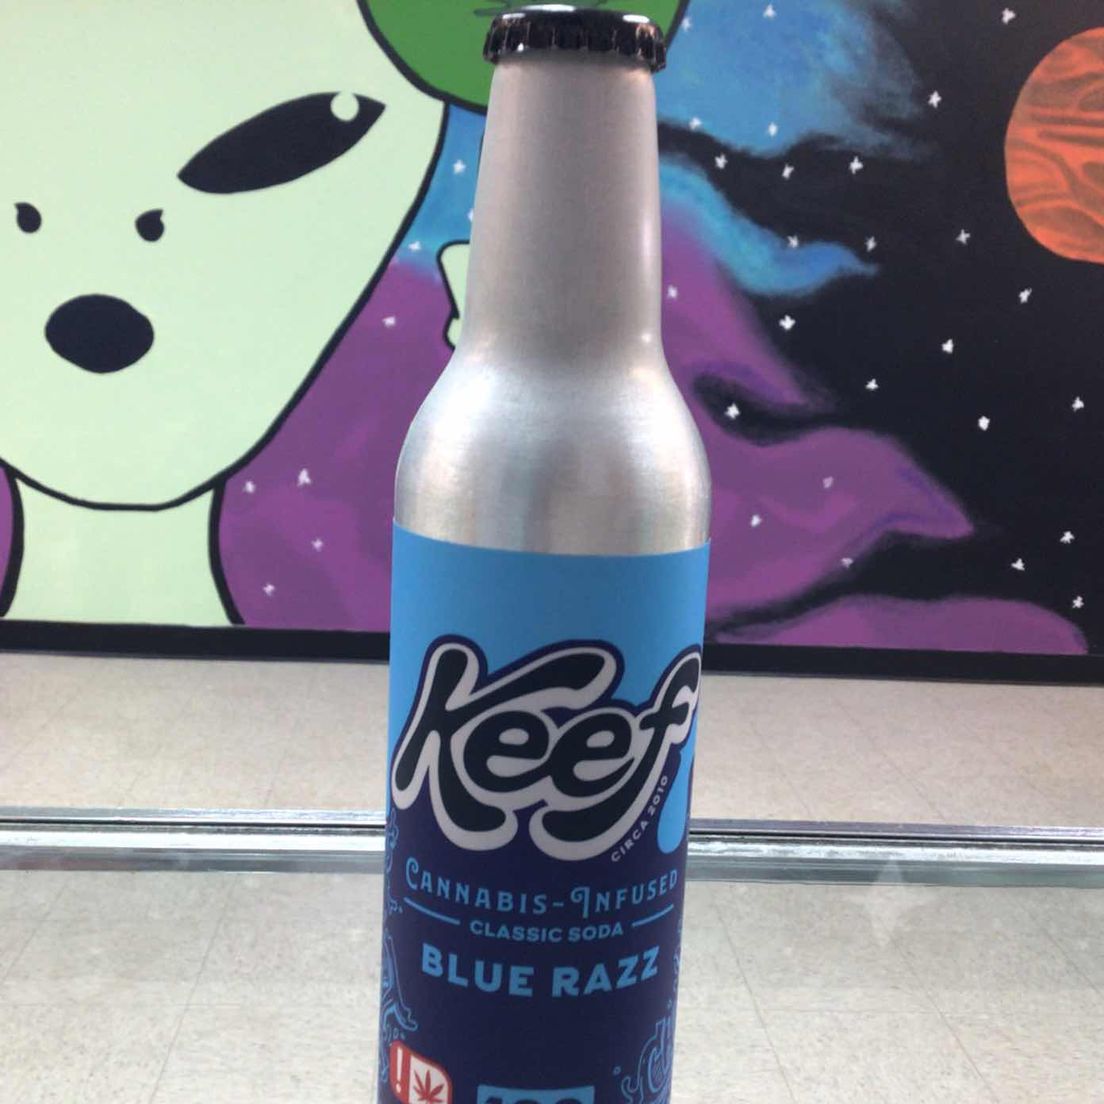 Keef
CIRCA 2010
CANNABIS-INFUSED
CLASSIC SODA
BLUE RAZZ
!